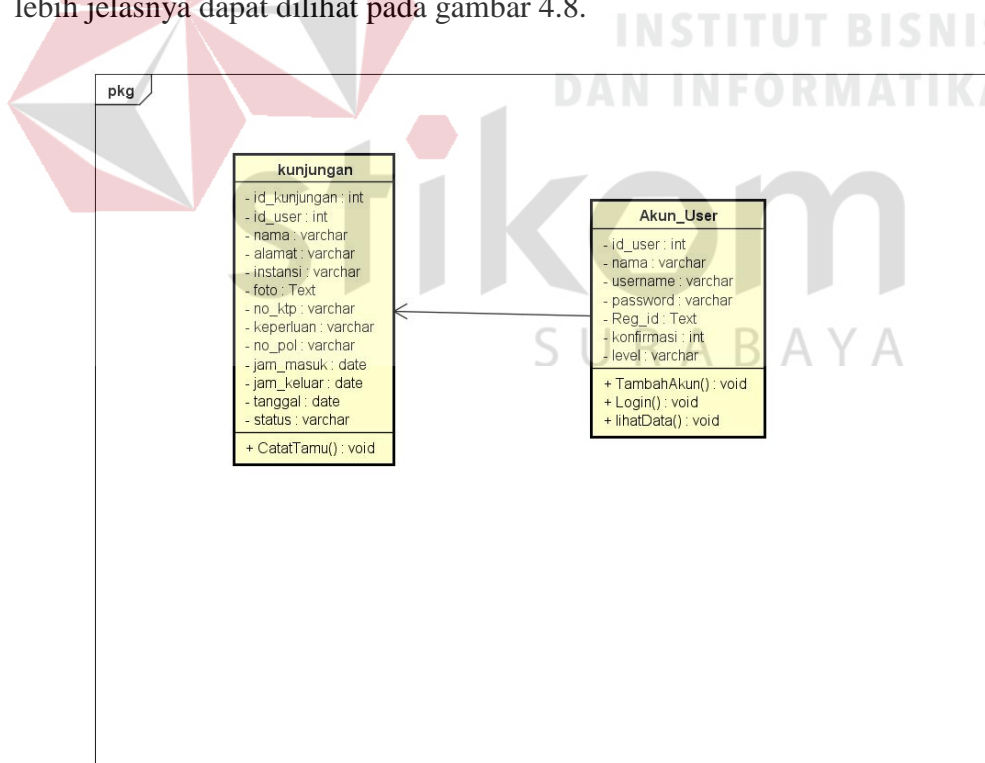 lebih jelasnya dapat dilihat pada gambar 4.8.
INSTITUT BISNIS
DAN INFORMATIKA
stikom
SURABAYA
pkg
kunjungan
- id_kunjungan : int
- id_user : int
- nama : varchar
- alamat : varchar
- instansi : varchar
- foto : Text
- no_ktp : varchar
- keperluan : varchar
- no_pol : varchar
- jam_masuk : date
- jam_keluar : date
- tanggal : date
- status : varchar
+ CatatTamu() : void
Akun_User
- id_user : int
- nama : varchar
- username : varchar
- password : varchar
- Reg_id : Text
- konfirmasi : int
- level : varchar
+ TambahAkun() : void
+ Login() : void
+ lihatData() : void